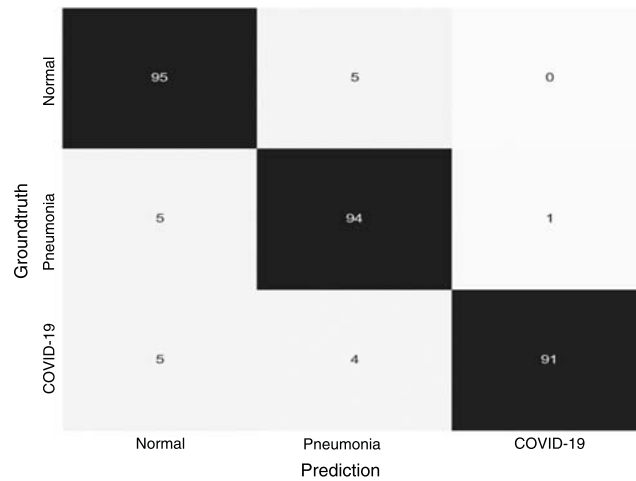 Groundtruth
Normal
95 5 0
Pneumonia
5 94 1
COVID-19
5 4 91
Normal Pneumonia COVID-19
Prediction